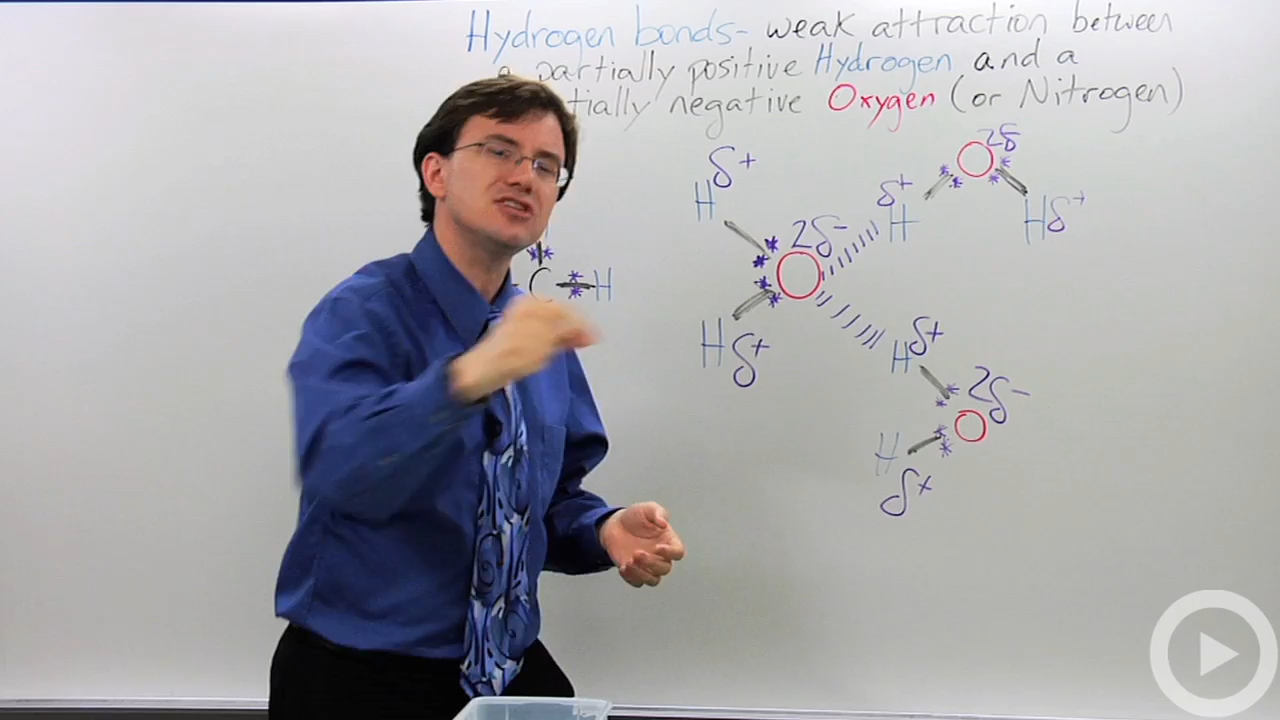 Hydrogen bonds- weak attraction between
a partially positive Hydrogen and a
tially negative Oxygen (or Nitrogen)
δ+
H
2δ-
O
H
δ+
δ+
H
O
2δ
H
δ+
δ+
H
2δ-
O
H
δ+
C
H